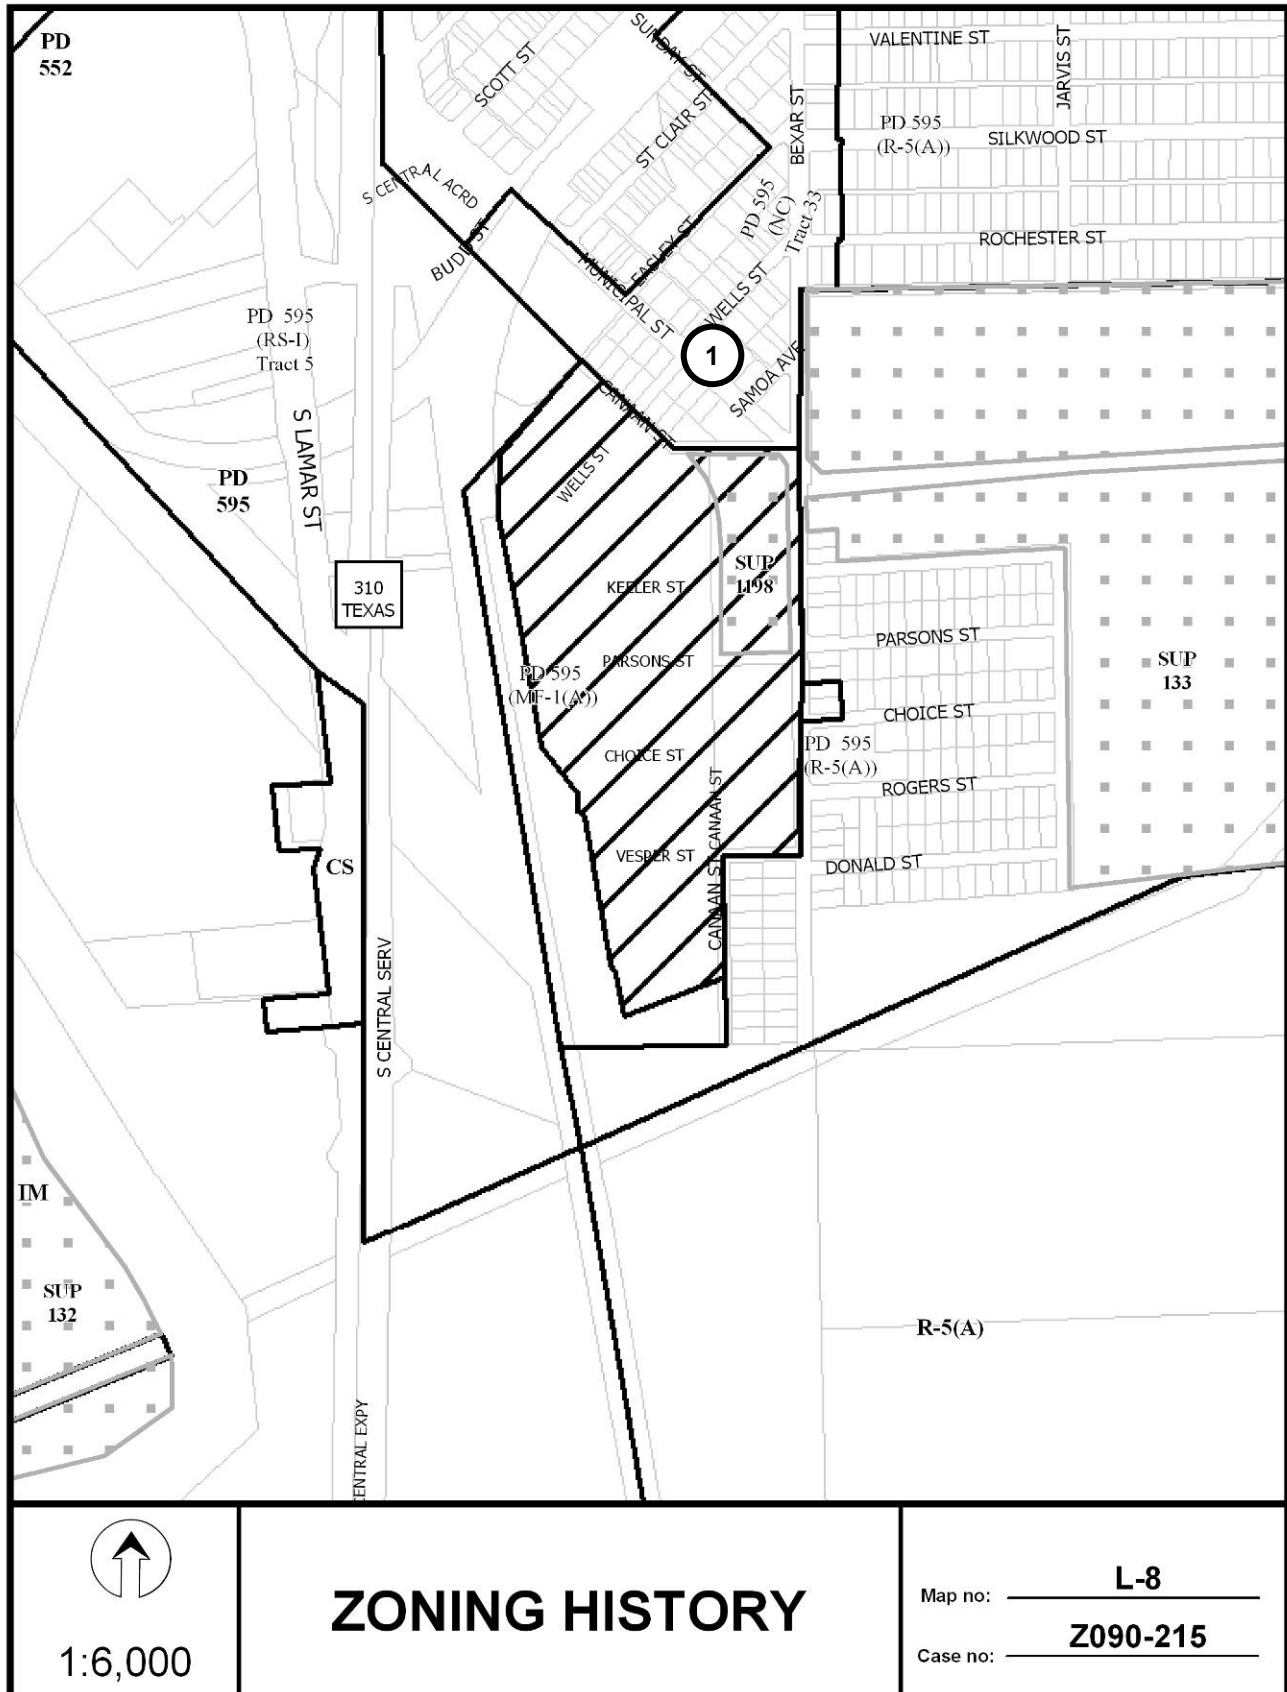 PD
552
SCOTT ST
SUNDAY ST
ST CLAIR ST
BEXAR ST
VALENTINE ST
JARVIS ST
PD 595
(R-5(A))
SILKWOOD ST
ROCHESTER ST
S CENTRAL ACRD
BUDD ST
EASLEY ST
MUNICIPAL ST
PD 595
(NC)
Tract 33
WELLS ST
SAMOA AVE
1
PD 595
(RS-I)
Tract 5
S LAMAR ST
PD
595
CANAAN ST
WELLS ST
310
TEXAS
KEELER ST
SUP
1198
PARSONS ST
PD 595
(MF-1(A))
CHOICE ST
VESPER ST
CANAAN ST
CANAAN ST
PARSONS ST
SUP
133
CHOICE ST
PD 595
(R-5(A))
ROGERS ST
DONALD ST
CS
S CENTRAL SERV
IM
SUP
132
R-5(A)
CENTRAL EXPY
1:6,000
ZONING HISTORY
Map no: L-8
Case no: Z090-215